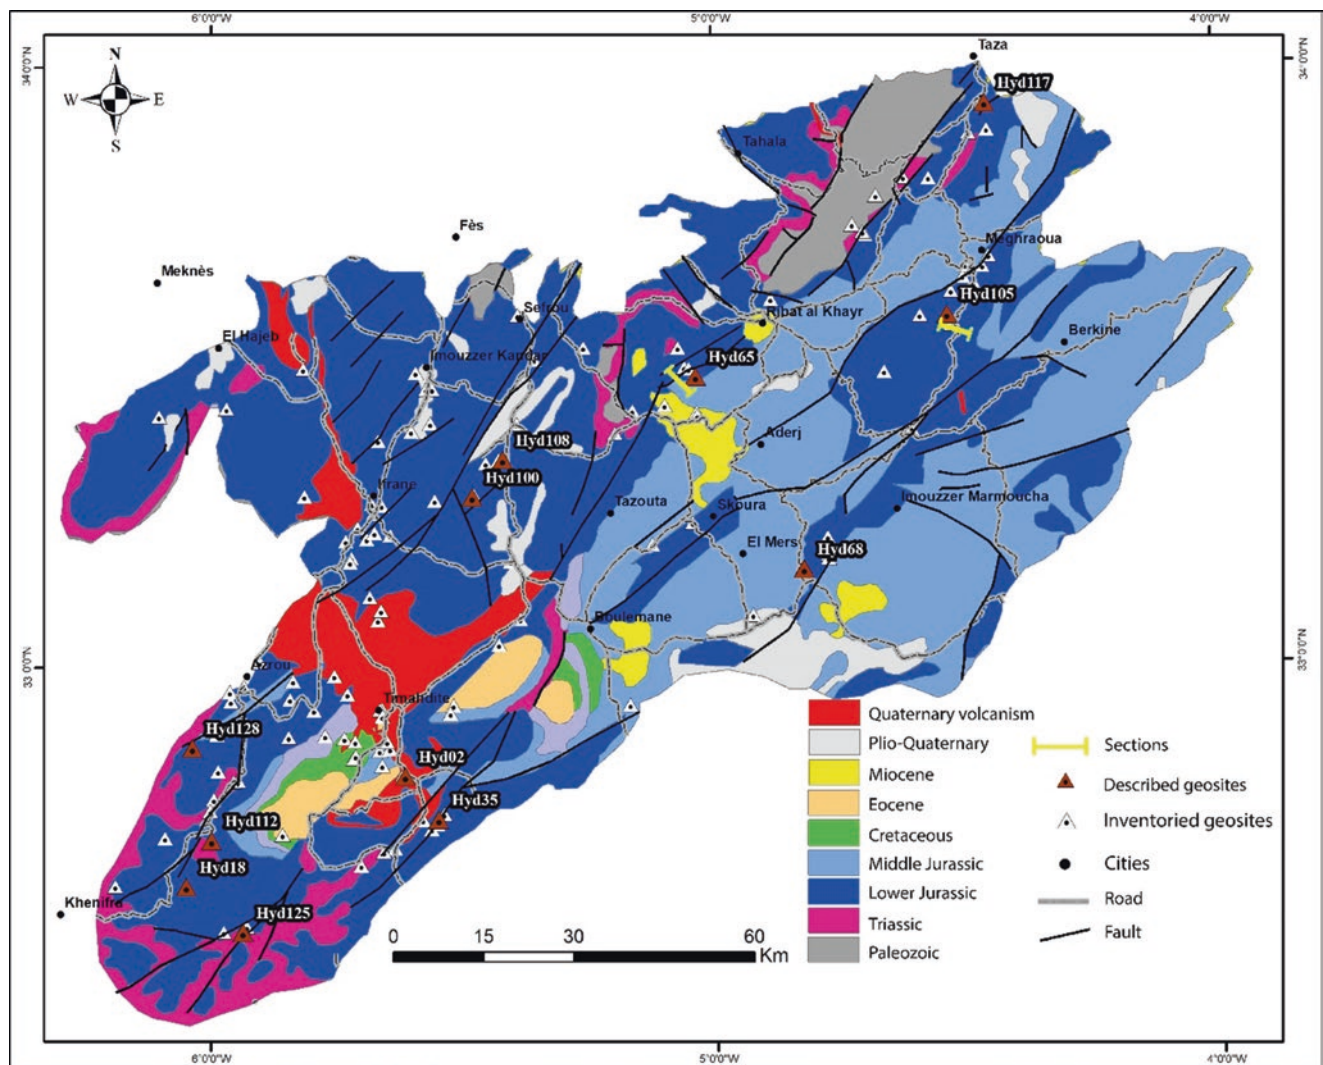 6°0'0"W 5°0'0"W 4°0'0"W
34°0'0"N 34°0'0"N
N
W E
S
Taza
Hyd117
Tahala
Fès
Meghraoua
Meknès
Hyd105
Sefrou
Ribat al Khayr
Berkine
El Hajeb
Imouzzer Kandar
Hyd65
Hyd108
Aderj
Hyd100
Ifrane
Imouzzer Marmoucha
Tazouta
Skoura
El Mers
Hyd68
Boulemane
33°0'0"N 33°0'0"N
Azrou
Timahdite
Hyd128
Hyd02
Hyd35
Hyd112
Hyd18
Khenifra
Hyd125
0 15 30 60
Km
Quaternary volcanism
Plio-Quaternary
Miocene
Eocene
Cretaceous
Middle Jurassic
Lower Jurassic
Triassic
Paleozoic
Sections
Described geosites
Inventoried geosites
Cities
Road
Fault
6°0'0"W 5°0'0"W 4°0'0"W